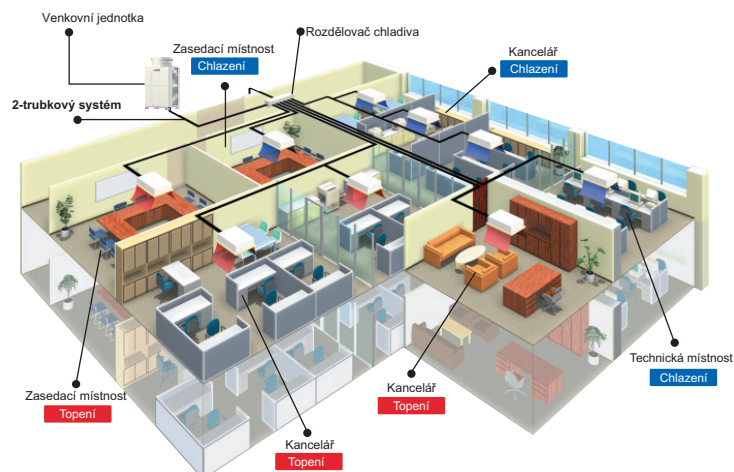 Venkovní jednotka
Rozdělovač chladiva
Zasedací místnost
Chlazení
Kancelář
Chlazení
2-trubkový systém
Technická místnost
Chlazení
Kancelář
Topení
Zasedací místnost
Topení
Kancelář
Topení